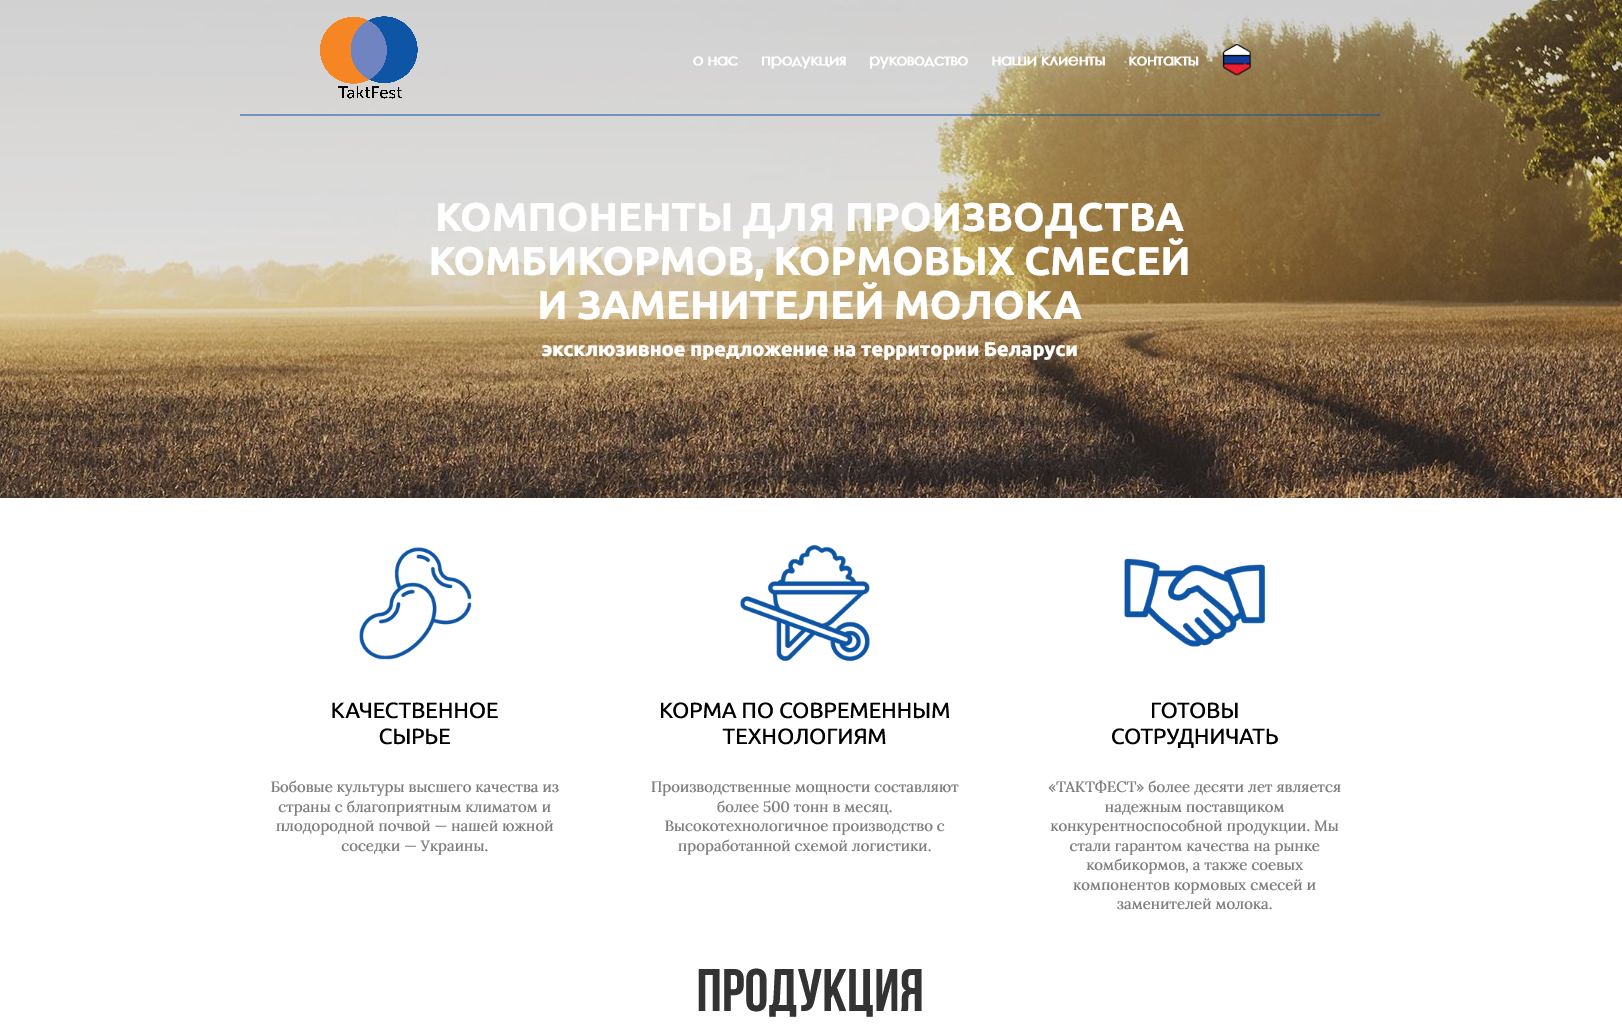 TaktFest
о нас продукция руководство наши клиенты контакты
КОМПОНЕНТЫ ДЛЯ ПРОИЗВОДСТВА
КОМБИКОРМОВ, КОРМОВЫХ СМЕСЕЙ
И ЗАМЕНИТЕЛЕЙ МОЛОКА
эксклюзивное предложение на территории Беларуси
КАЧЕСТВЕННОЕ
СЫРЬЕ
Бобовые культуры высшего качества из
страны с благоприятным климатом и
плодородной почвой — нашей южной
соседки — Украины.
КОРМА ПО СОВРЕМЕННЫМ
ТЕХНОЛОГИЯМ
Производственные мощности составляют
более 500 тонн в месяц.
Высокотехнологичное производство с
проработанной схемой логистики.
ГОТОВЫ
СОТРУДНИЧАТЬ
«ТАКТФЕСТ» более десяти лет является
надежным поставщиком
конкурентноспособной продукции. Мы
стали гарантом качества на рынке
комбикормов, а также соевых
компонентов кормовых смесей и
заменителей молока.
ПРОДУКЦИЯ